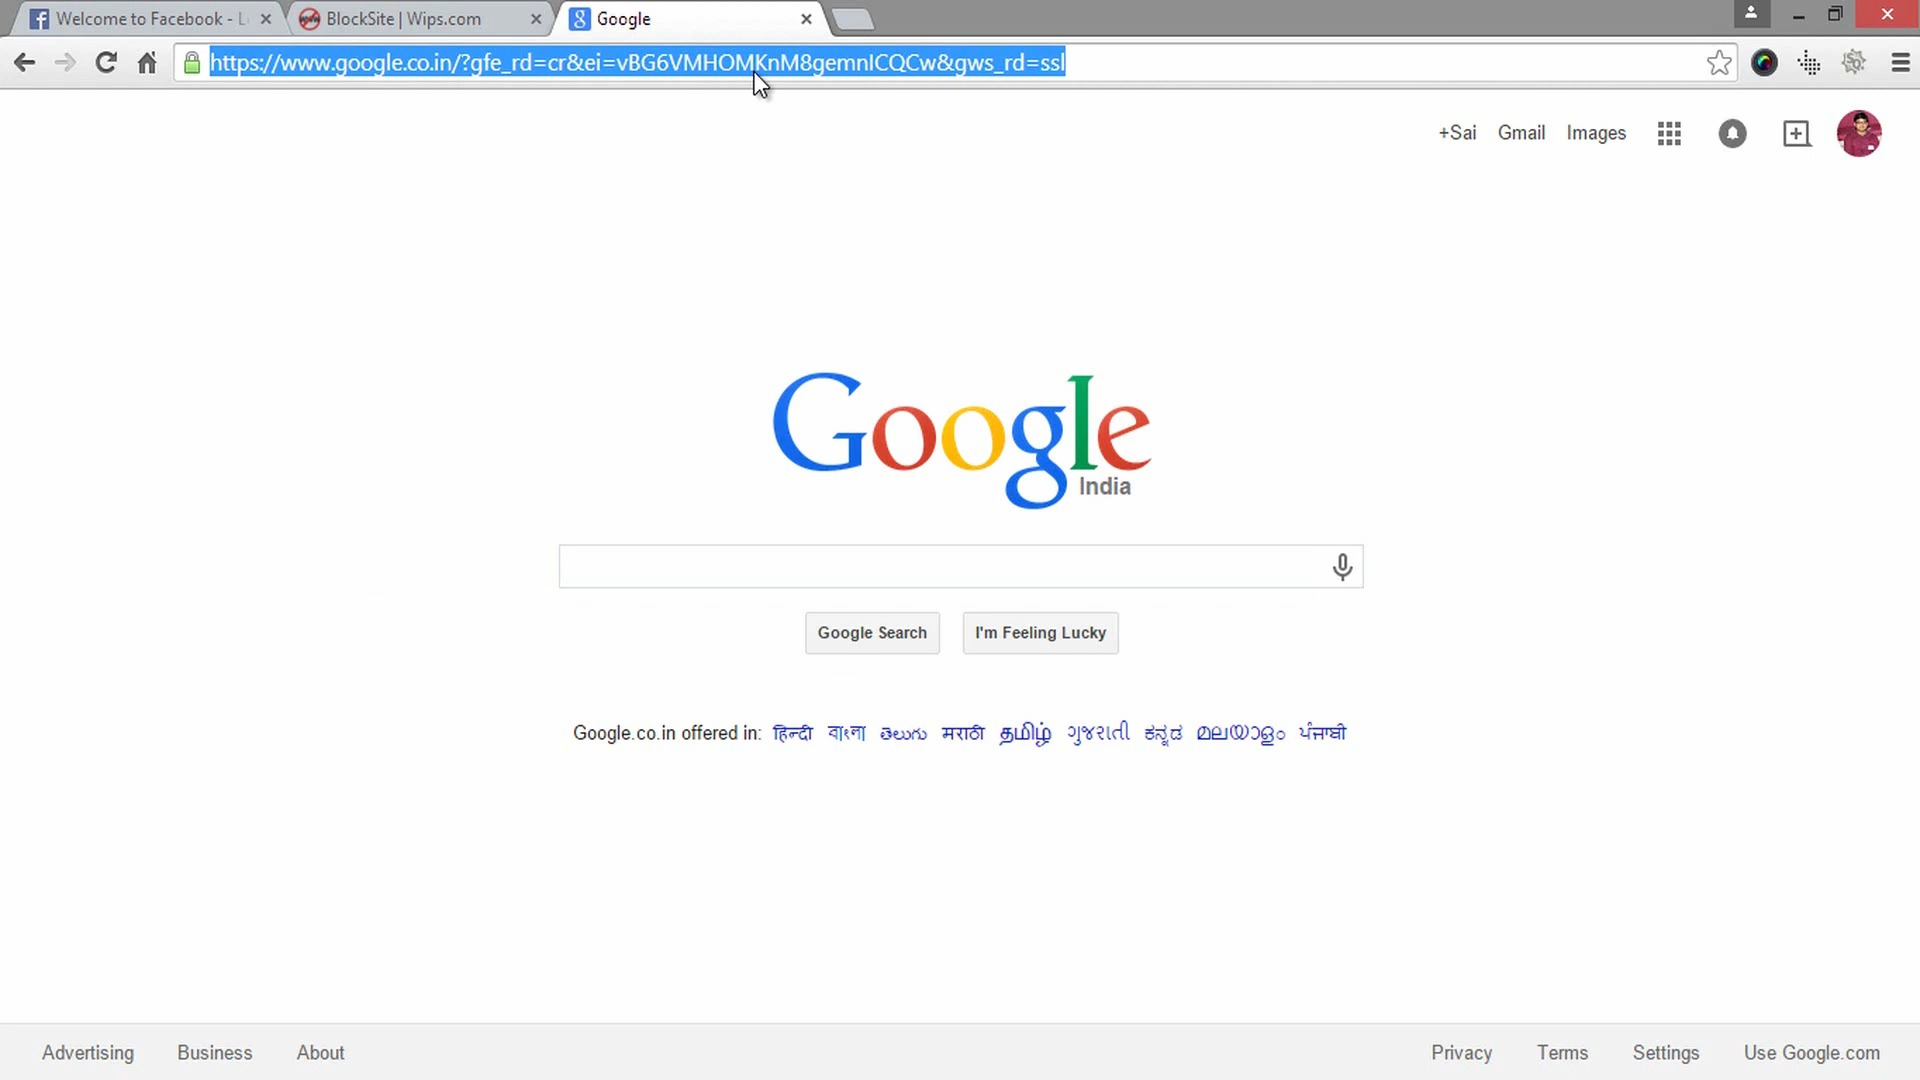 Welcome to Facebook - L
BlockSite | Wips.com
Google
https://www.google.co.in/?gfe_rd=cr&ei=vBG6VMHOMKnM8gemnICQCw&gws_rd=ssl
+Sai Gmail Images
Google
India
Google Search I'm Feeling Lucky
Google.co.in offered in: हिन्दी বাংলা తెలుగు मराठी தமிழ் ગુજરાતી ಕನ್ನಡ മലയാളം ਪੰਜਾਬੀ
Advertising Business About Privacy Terms Settings Use Google.com